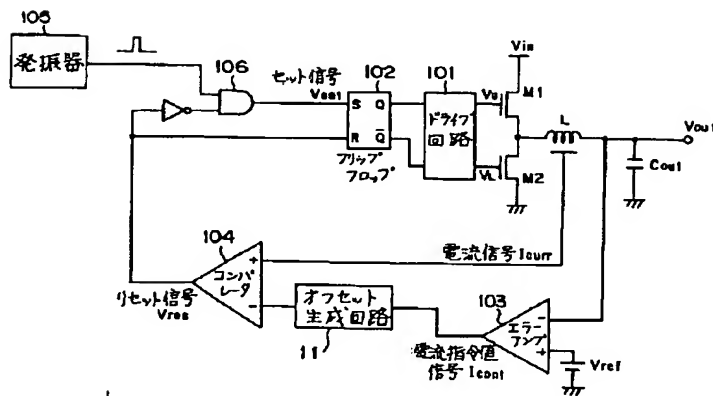 105
発振器
106
セット信号
Vset
102
S Q
R Q
フリップ
フロップ
101
ドライブ
回路
Vin
VU
M1
VL
M2
L
Vout
Cout
電流信号 Icurr
104
+
コンパ
レータ
-
リセット信号
Vres
オフセット
生成回路
11
103
-
エラー
アンプ
+
電流指令値
信号 Icont
Vref